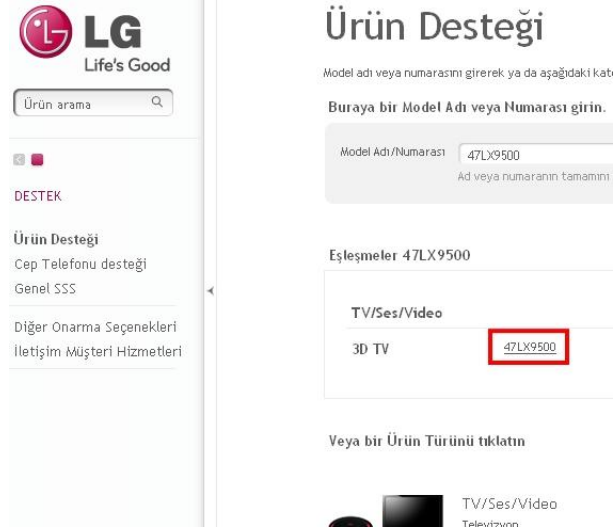 LG
Life's Good
Ürün arama
DESTEK
Ürün Desteği
Cep Telefonu desteği
Genel SSS
Diğer Onarma Seçenekleri
İletişim Müşteri Hizmetleri
Ürün Desteği
Model adı veya numarasını girerek ya da aşağıdaki
Buraya bir Model Adı veya Numarası girin.
Model Adı/Numarası 47LX9500
Ad veya numaranın tamamını
Eşleşmeler 47LX9500
TV/Ses/Video
3D TV 47LX9500
Veya bir Ürün Türünü tıklatın
TV/Ses/Video
Televizyon